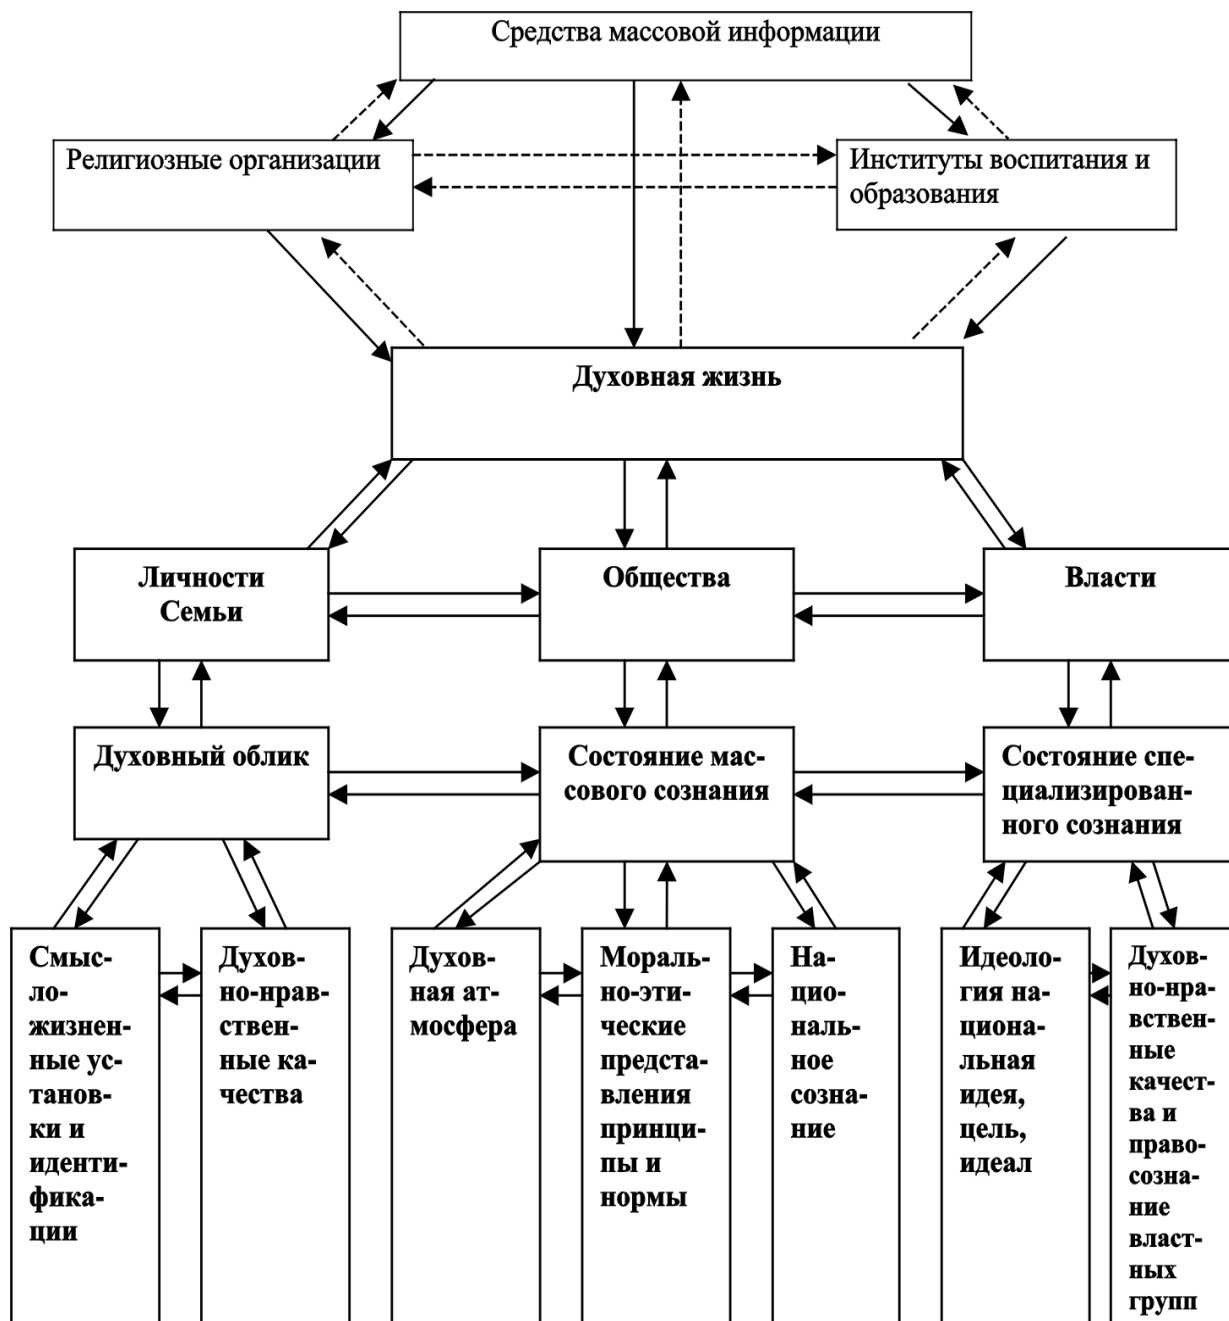 Средства массовой информации
Религиозные организации
Институты воспитания и
образования
Духовная жизнь
Личности
Семьи
Общества
Власти
Духовный облик
Состояние мас-
сового сознания
Состояние спе-
циализирован-
ного сознания
Смыс-
ло-
жизнен-
ные ус-
танов-
ки и
иденти-
фика-
ции
Духов-
но-нрав-
ствен-
ные ка-
чества
Духов-
ная ат-
мосфера
Мораль-
но-эти-
ческие
предста-
вления
принци-
пы и
нормы
На-
цио-
нальное
созна-
ние
Идеоло-
гия на-
циона-
льная
идея,
цель,
идеал
Духов-
но-нра-
вствен-
ные
качест-
ва и
право-
созна-
ние
власт-
ных
групп